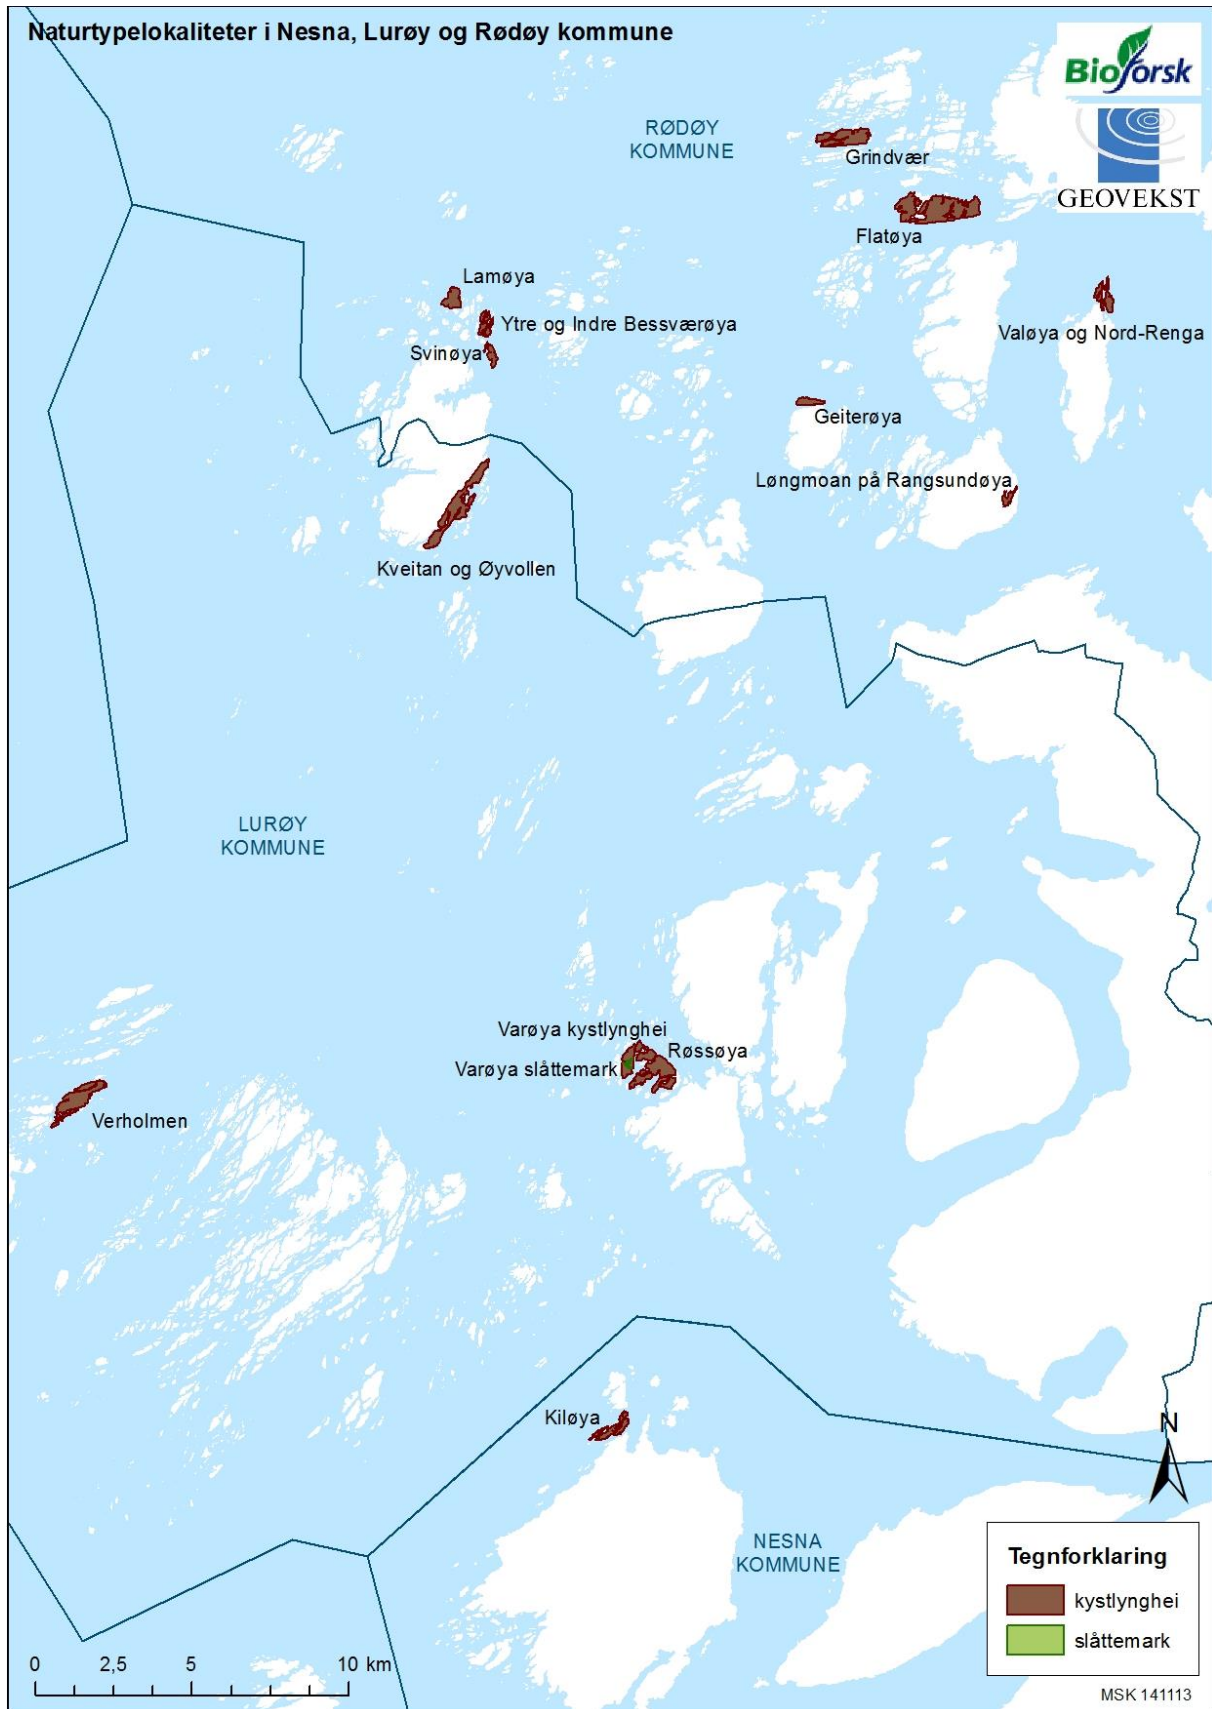 Naturtypelokaliteter i Nesna, Lurøy og Rødøy kommune
Bioforsk
GEOVEKST
RØDØY
KOMMUNE
Grindvær
Flatøya
Lamøya
Ytre og Indre Bessværøya
Svinøya
Valøya og Nord-Renga
Geiterøya
Løngmoan på Rangsundøya
Kveitan og Øyvollen
LURØY
KOMMUNE
Varøya kystlynghei
Røssøya
Varøya slåttemark
Verholmen
Kiløya
N
NESNA
KOMMUNE
Tegnforklaring
kystlynghei
slåttemark
0 2,5 5 10 km
MSK 141113